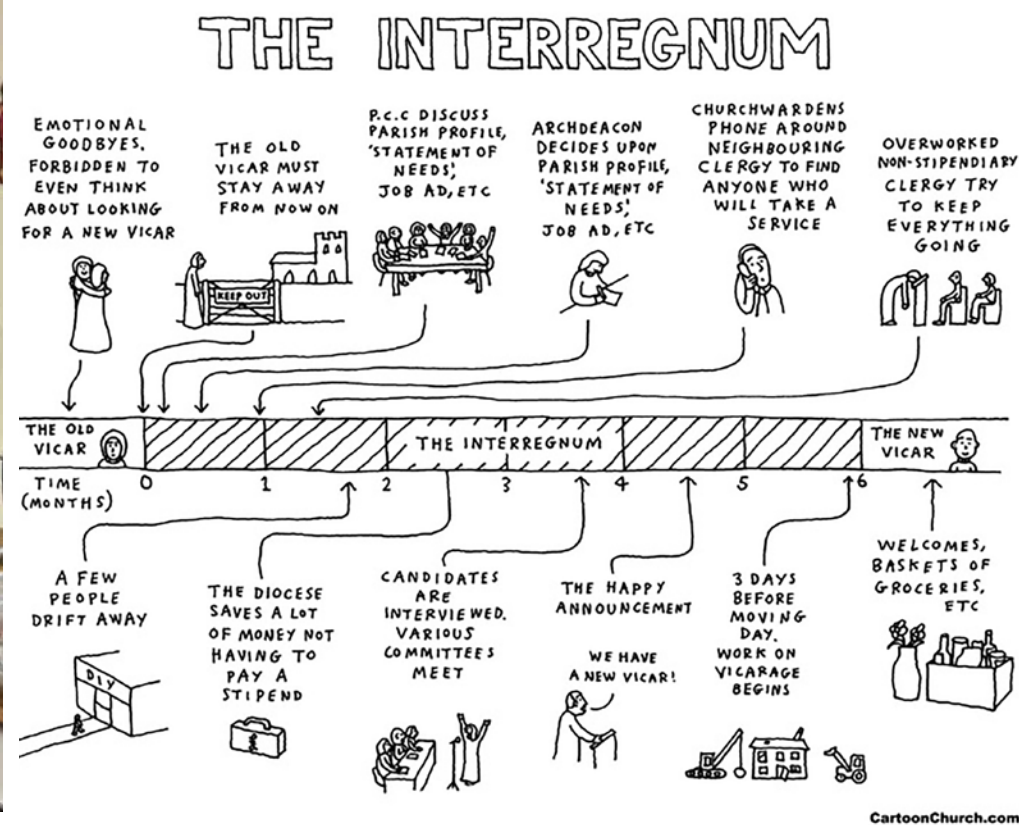 THE INTERREGNUM
EMOTIONAL
GOODBYES.
FORBIDDEN TO
EVEN THINK
ABOUT LOOKING
FOR A NEW VICAR
THE OLD
VICAR MUST
STAY AWAY
FROM NOW ON
KEEP OUT
P.C.C DISCUSS
PARISH PROFILE,
'STATEMENT OF
NEEDS',
JOB AD, ETC
ARCHDEACON
DECIDES UPON
PARISH PROFILE,
'STATEMENT OF
NEEDS',
JOB AD, ETC
CHURCHWARDENS
PHONE AROUND
NEIGHBOURING
CLERGY TO FIND
ANYONE WHO
WILL TAKE A
SERVICE
OVERWORKED
NON-STIPENDIARY
CLERGY TRY
TO KEEP
EVERYTHING
GOING
THE OLD
VICAR
THE INTERREGNUM
THE NEW
VICAR
TIME
(MONTHS)
0 1 2 3 4 5 6
A FEW
PEOPLE
DRIFT AWAY
DIY
THE DIOCESE
SAVES A LOT
OF MONEY NOT
HAVING TO
PAY A
STIPEND
£
CANDIDATES
ARE
INTERVIEWED.
VARIOUS
COMMITTEES
MEET
THE HAPPY
ANNOUNCEMENT
WE HAVE
A NEW VICAR!
3 DAYS
BEFORE
MOVING
DAY.
WORK ON
VICARAGE
BEGINS
WELCOMES,
BASKETS OF
GROCERIES,
ETC
CartoonChurch.com